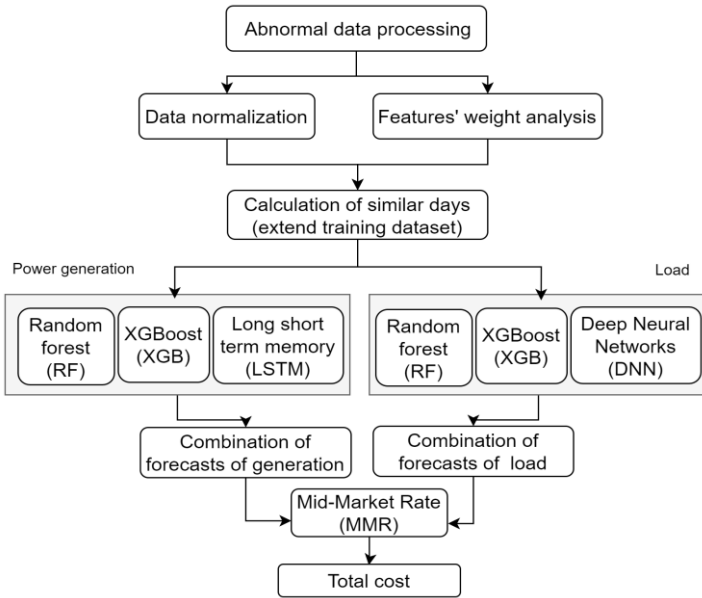 Abnormal data processing
Data normalization
Features' weight analysis
Calculation of similar days
(extend training dataset)
Power generation
Load
Random
forest
(RF)
XGBoost
(XGB)
Long short
term memory
(LSTM)
Random
forest
(RF)
XGBoost
(XGB)
Deep Neural
Networks
(DNN)
Combination of
forecasts of generation
Combination of
forecasts of load
Mid-Market Rate
(MMR)
Total cost